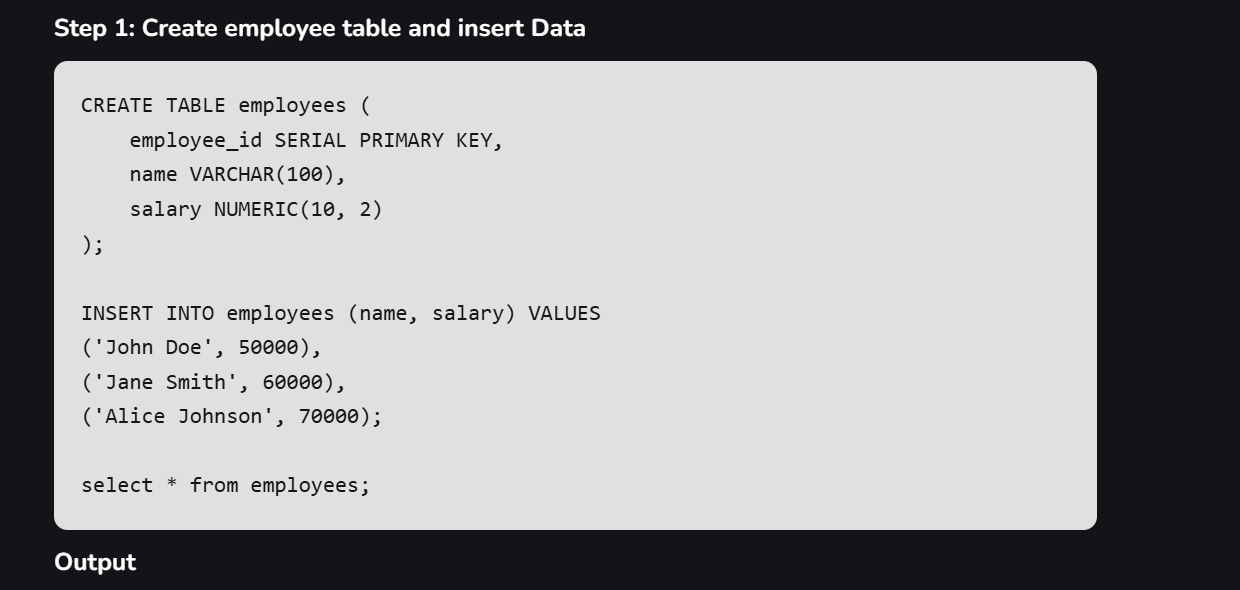 Step 1: Create employee table and insert Data
CREATE TABLE employees (
    employee_id SERIAL PRIMARY KEY,
    name VARCHAR(100),
    salary NUMERIC(10, 2)
);
INSERT INTO employees (name, salary) VALUES
('John Doe', 50000),
('Jane Smith', 60000),
('Alice Johnson', 70000);
select * from employees;
Output